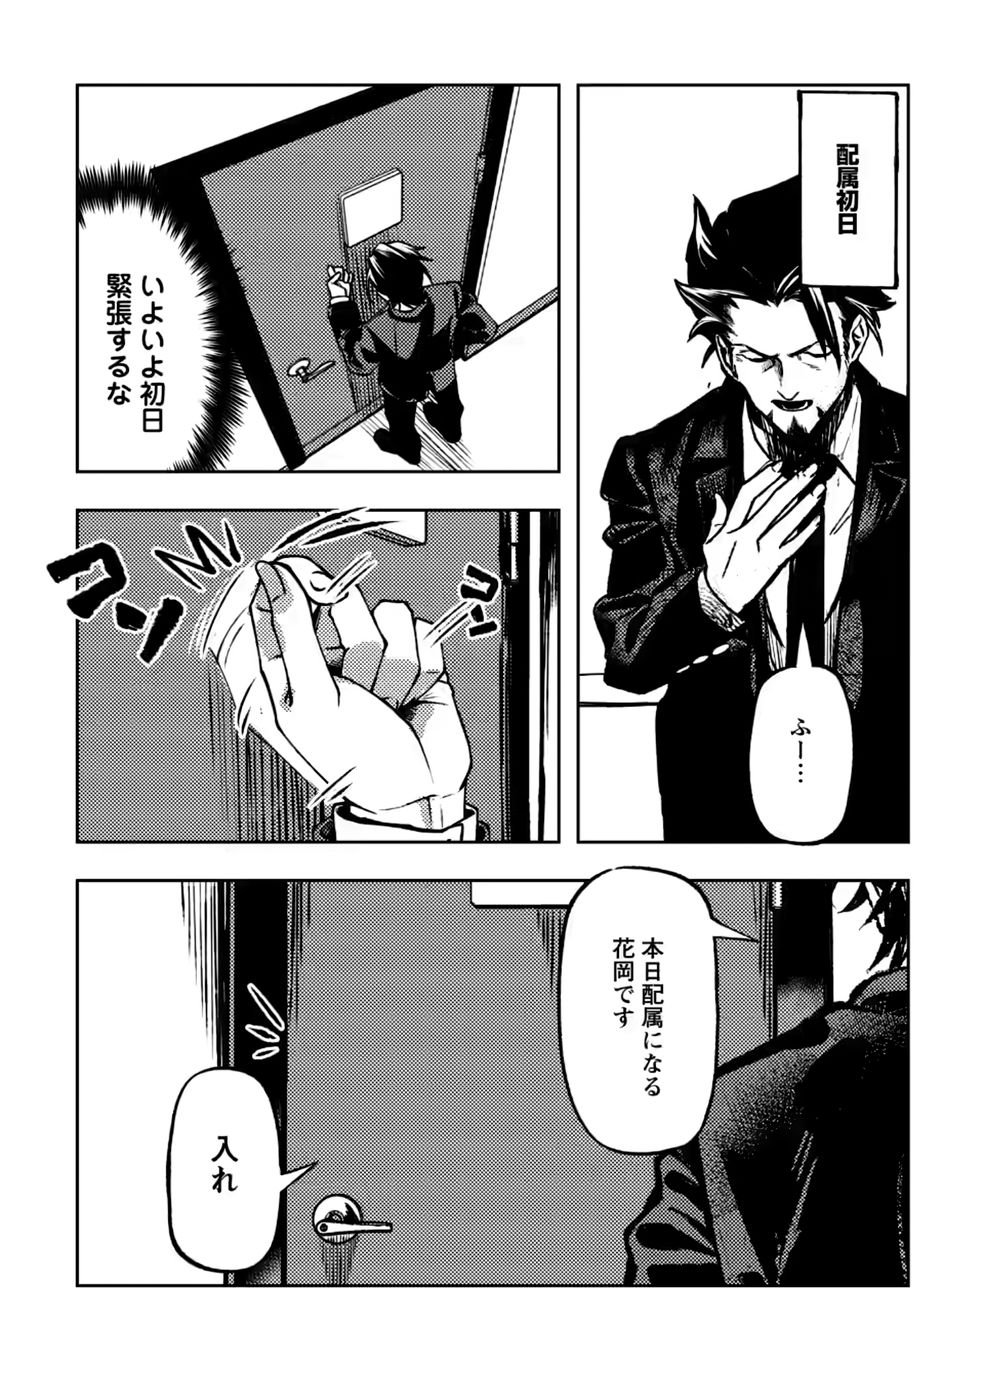 配属初日
ふー…
いよいよ初日
緊張するな
コン
コン
本日配属になる
花岡です
入れ